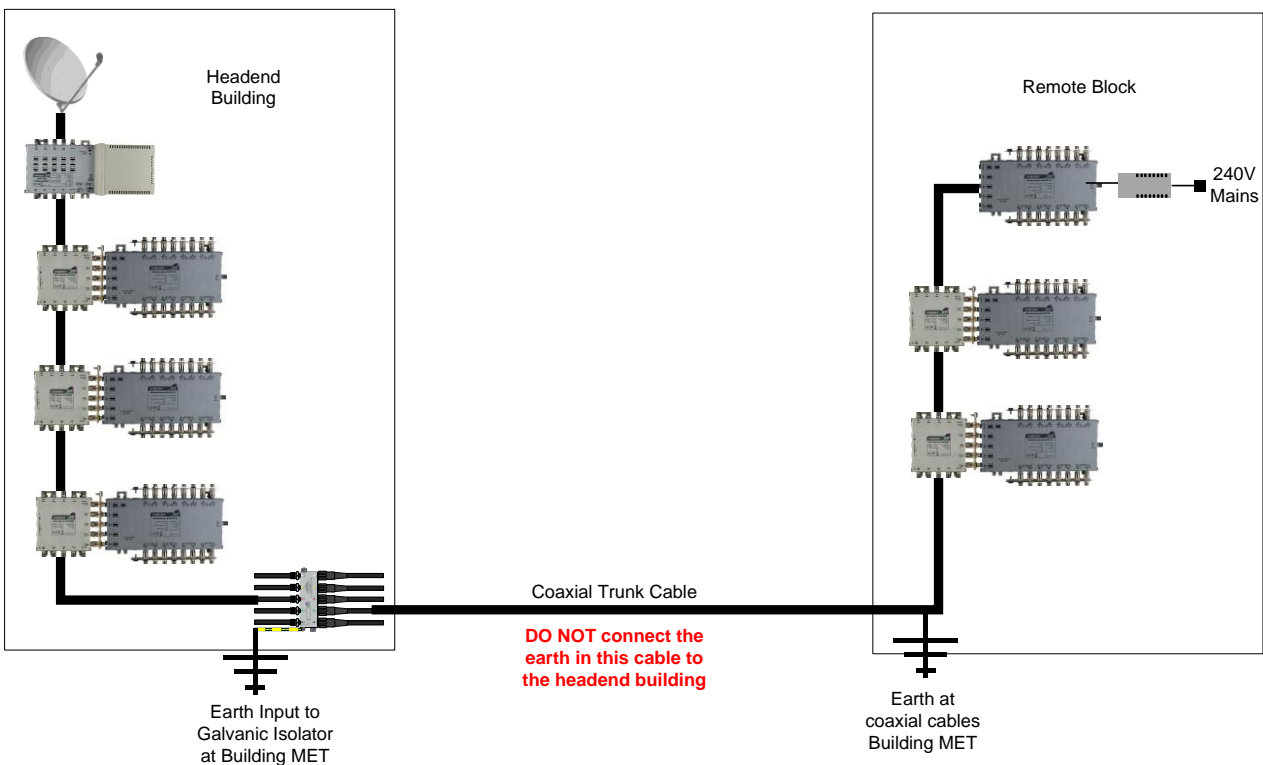 Headend
Building
Remote Block
240V
Mains
Coaxial Trunk Cable
DO NOT connect the
earth in this cable to
the headend building
Earth Input to
Galvanic Isolator
at Building MET
Earth at
coaxial cables
Building MET